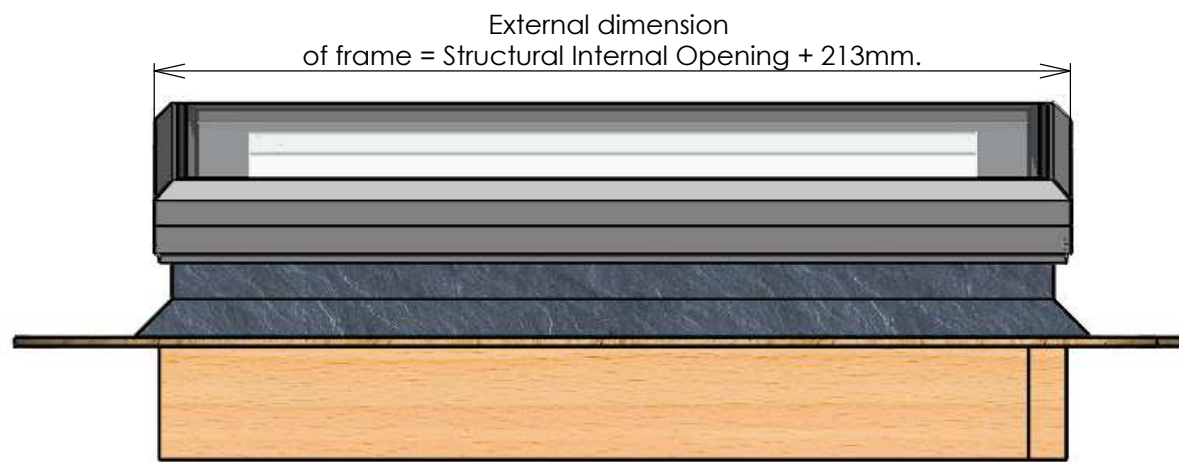 External dimension
of frame = Structural Internal Opening + 213mm.